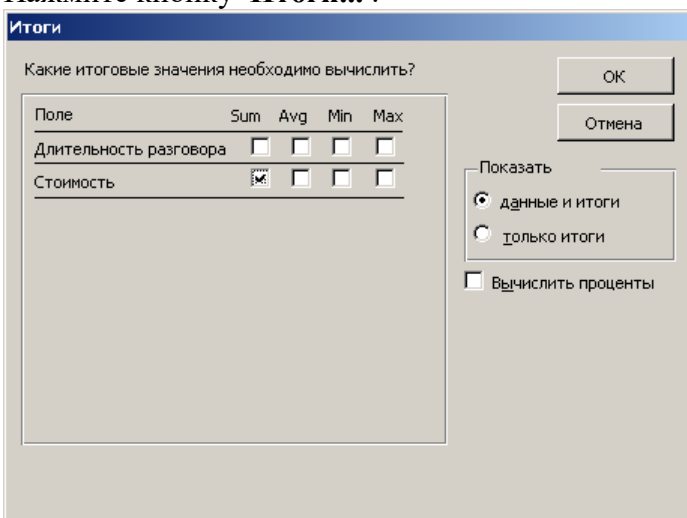 Нажмите кнопку "Итоги...".
Итоги
Какие итоговые значения необходимо вычислить?
Поле Sum Avg Min Max
Длительность разговора
Стоимость
ОК
Отмена
Показать
данные и итоги
только итоги
Вычислить проценты